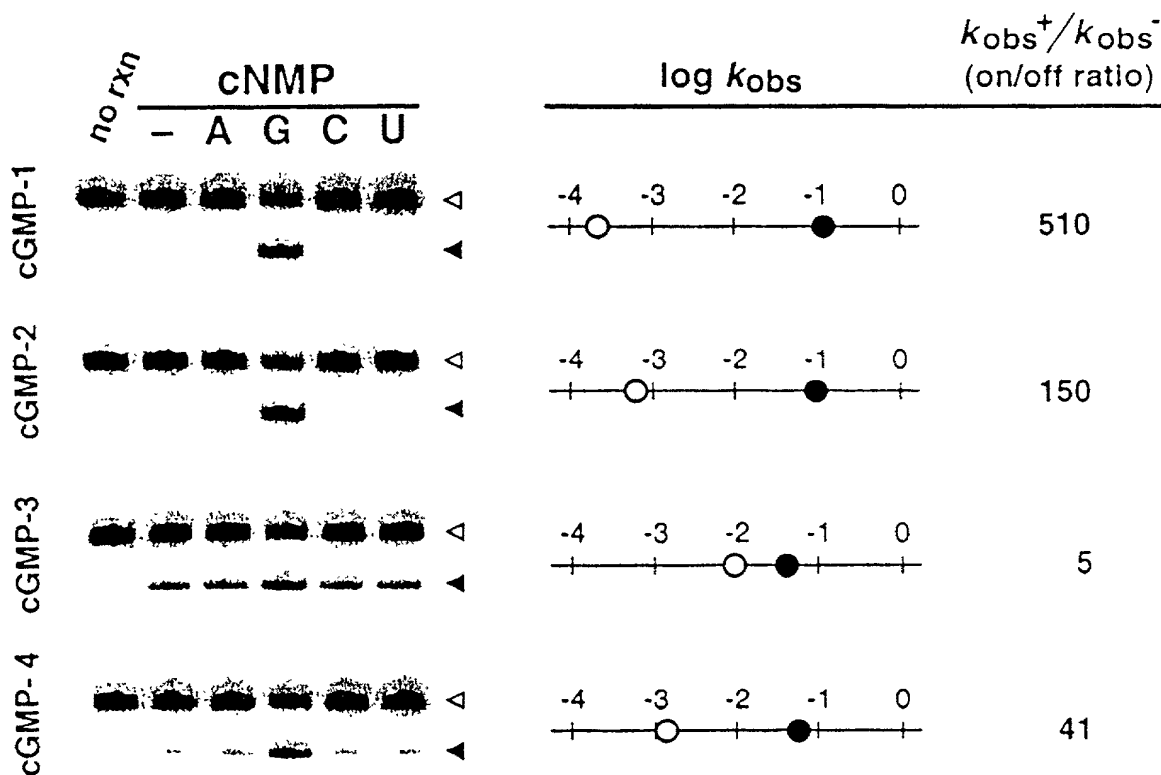 no rxn
cNMP
– A G C U
log kobs
kobs+/kobs-
(on/off ratio)
cGMP-1
-4 -3 -2 -1 0
510
cGMP-2
-4 -3 -2 -1 0
150
cGMP-3
-4 -3 -2 -1 0
5
cGMP-4
-4 -3 -2 -1 0
41